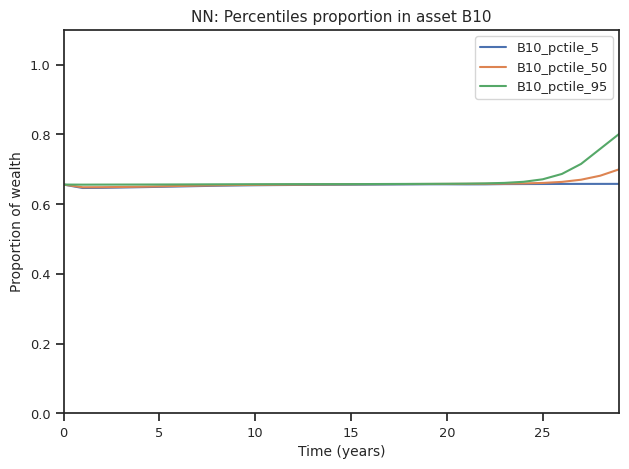 NN: Percentiles proportion in asset B10
B10_pctile_5
B10_pctile_50
B10_pctile_95
Proportion of wealth
1.0
0.8
0.6
0.4
0.2
0.0
0 5 10 15 20 25
Time (years)